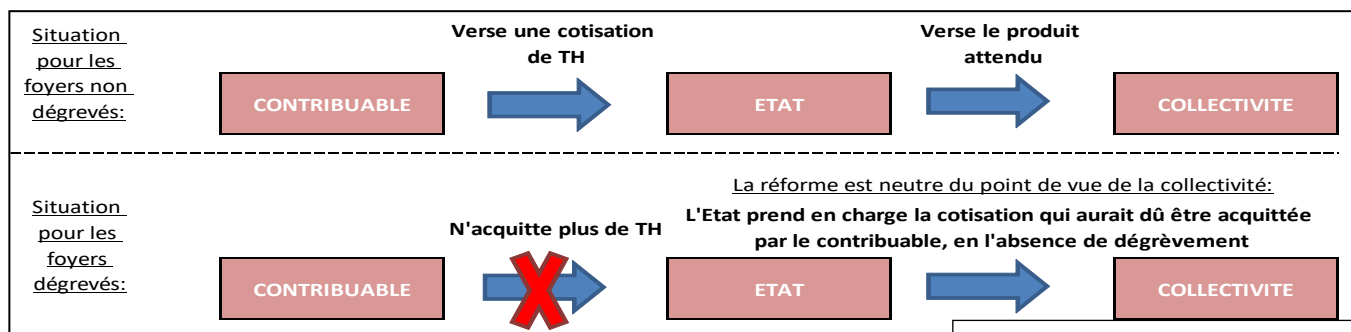 Situation
pour les
foyers non
dégrevés:
Verse une cotisation
de TH
Verse le produit
attendu
CONTRIBUABLE
ETAT
COLLECTIVITE
Situation
pour les
foyers
dégrevés:
La réforme est neutre du point de vue de la collectivité:
N'acquitte plus de TH
L'Etat prend en charge la cotisation qui aurait dû être acquittée
par le contribuable, en l'absence de dégrèvement
CONTRIBUABLE
ETAT
COLLECTIVITE